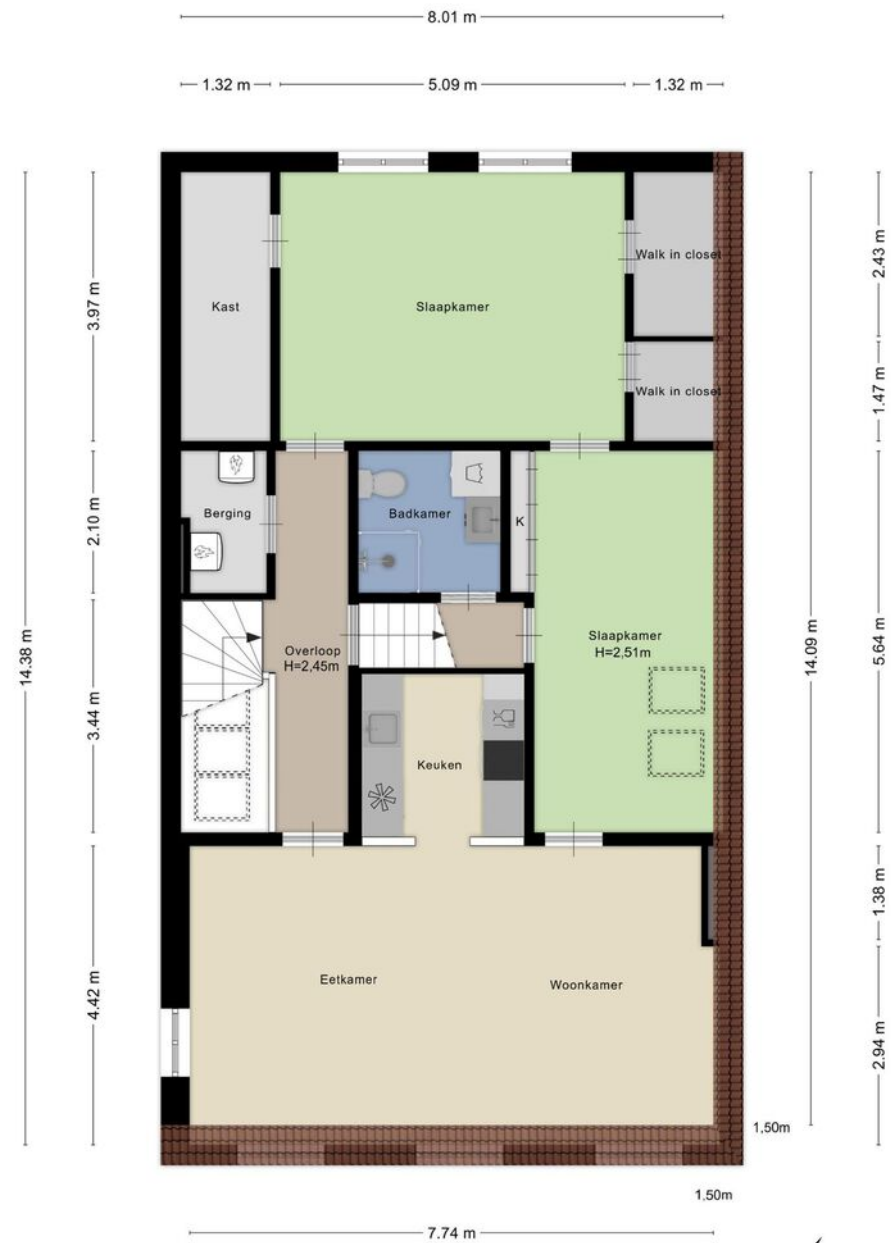 8.01 m
1.32 m
5.09 m
1.32 m
Kast
Slaapkamer
Walk in closet
Walk in closet
3.97 m
2.43 m
1.47 m
Berging
Badkamer
K
2.10 m
Overloop
H=2,45m
Slaapkamer
H=2,51m
14.38 m
14.09 m
5.64 m
3.44 m
Keuken
Eetkamer
Woonkamer
4.42 m
1.38 m
2.94 m
1,50m
1.50m
7.74 m